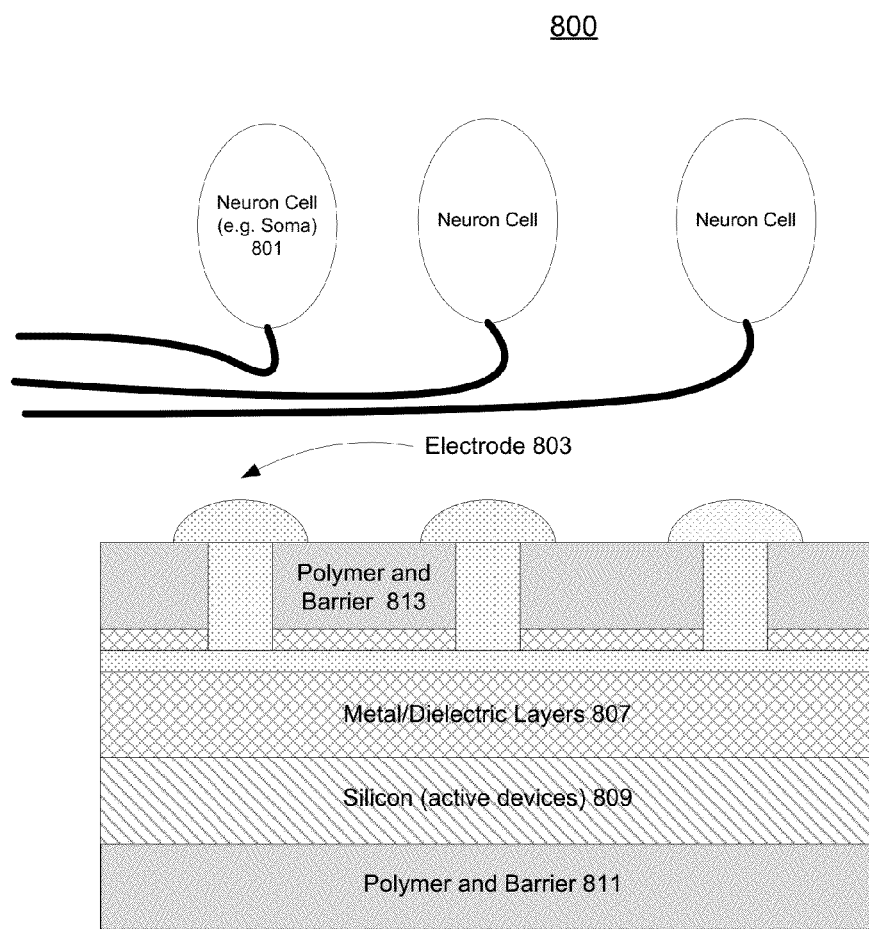 800
Neuron Cell
(e.g. Soma)
801
Neuron Cell
Neuron Cell
Electrode 803
Polymer and
Barrier 813
Metal/Dielectric Layers 807
Silicon (active devices) 809
Polymer and Barrier 811